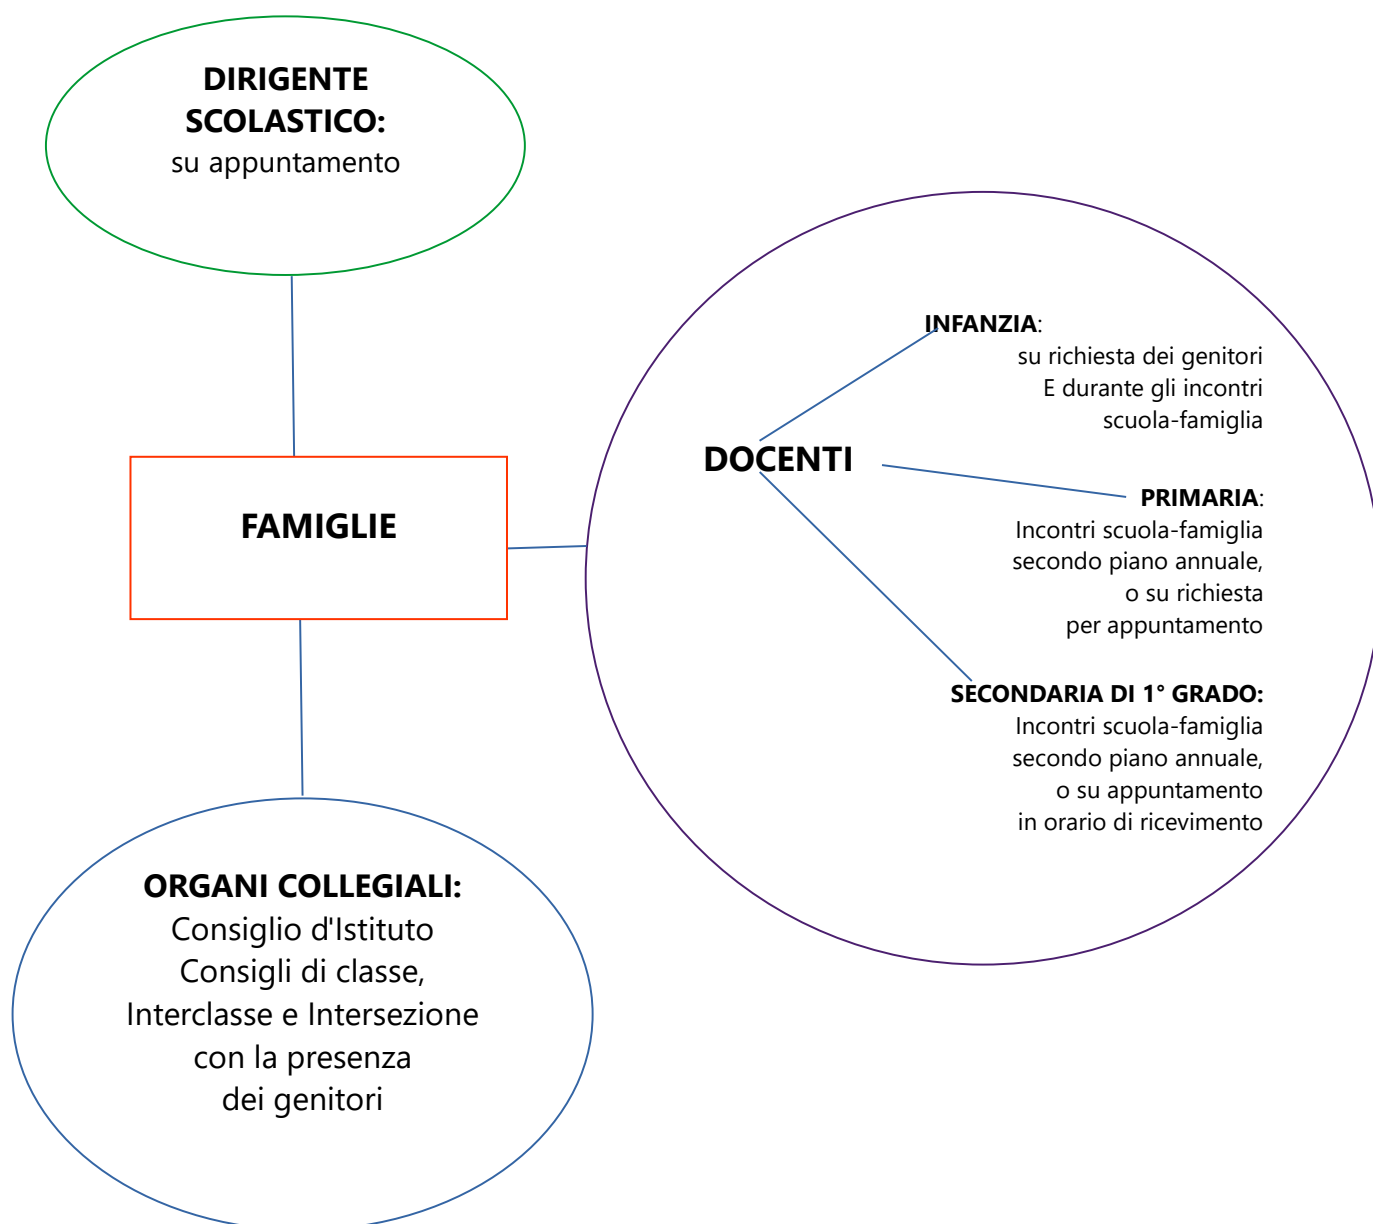 DIRIGENTE
SCOLASTICO:
su appuntamento
FAMIGLIE
ORGANI COLLEGIALI:
Consiglio d'Istituto
Consigli di classe,
Interclasse e Intersezione
con la presenza
dei genitori
DOCENTI
INFANZIA:
su richiesta dei genitori
E durante gli incontri
scuola-famiglia
PRIMARIA:
Incontri scuola-famiglia
secondo piano annuale,
o su richiesta
per appuntamento
SECONDARIA DI 1° GRADO:
Incontri scuola-famiglia
secondo piano annuale,
o su appuntamento
in orario di ricevimento